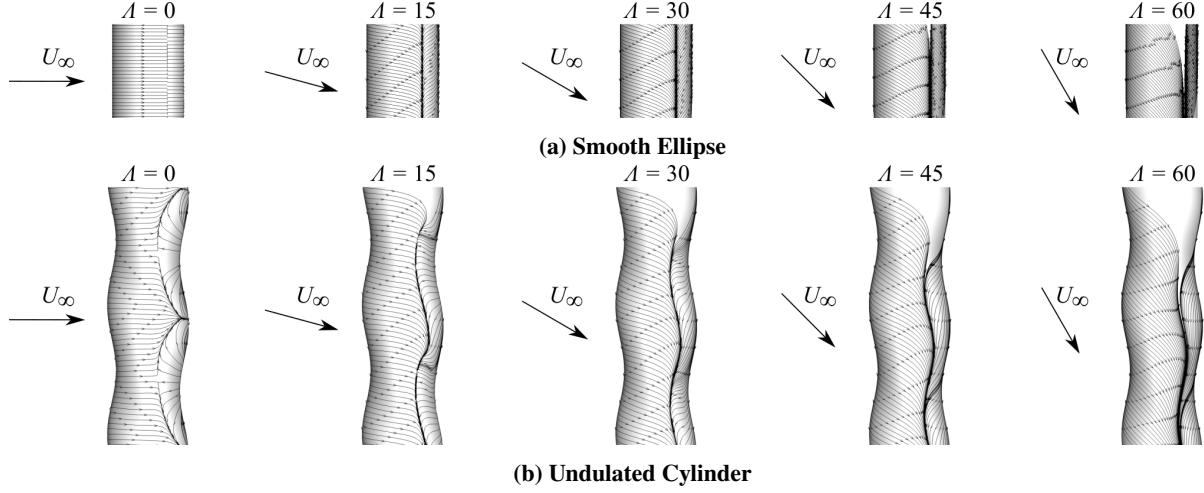 Λ = 0 Λ = 15 Λ = 30 Λ = 45 Λ = 60
U∞ U∞ U∞ U∞ U∞
(a) Smooth Ellipse
Λ = 0 Λ = 15 Λ = 30 Λ = 45 Λ = 60
U∞ U∞ U∞ U∞ U∞
(b) Undulated Cylinder